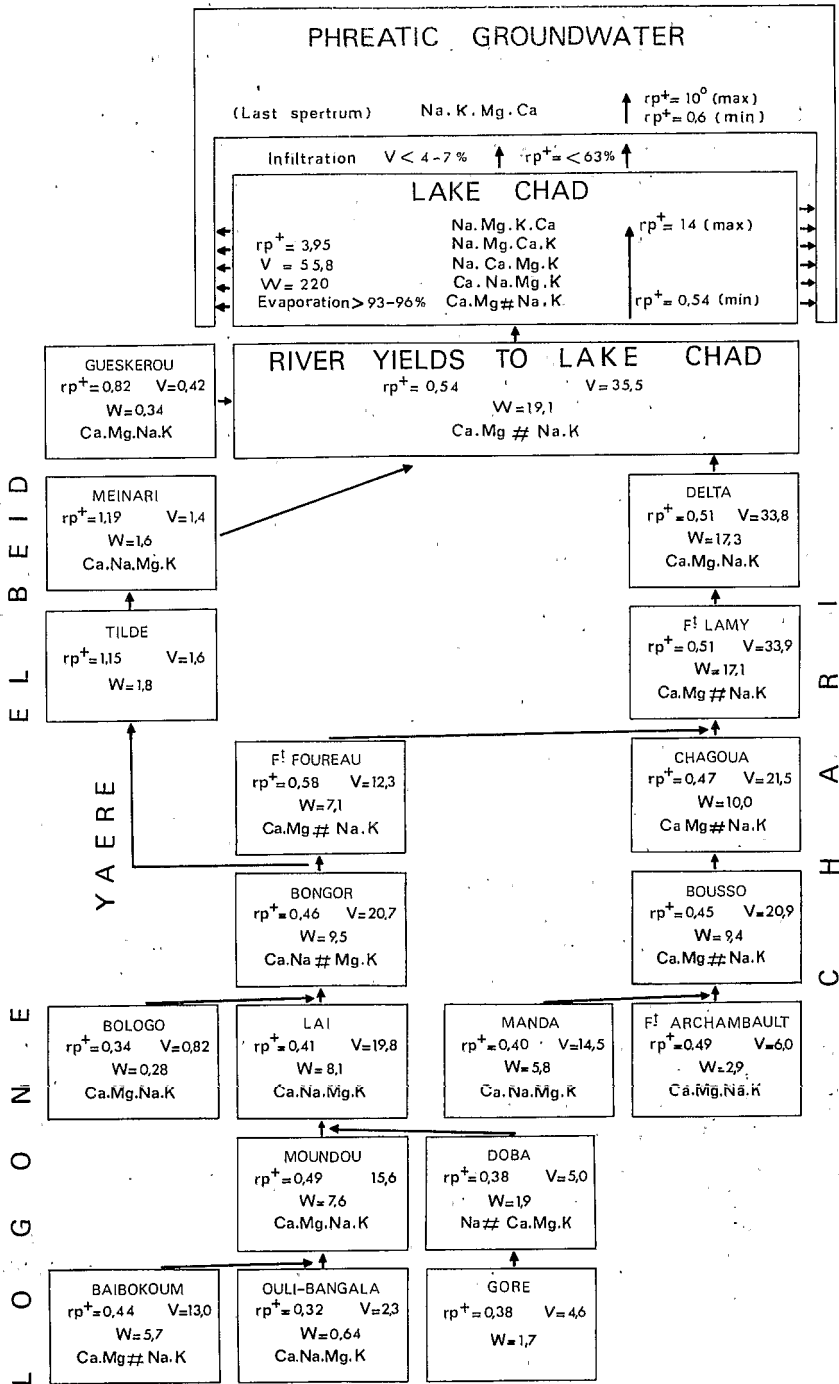 PHREATIC GROUNDWATER
(Last spertrum) Na.K.Mg.Ca rp+= 10° (max)
rp+= 0,6 (min)
Infiltration V < 4-7 % rp+= <63%
LAKE CHAD
Na.Mg.K.Ca rp+= 14 (max)
rp+= 3,95 Na.Mg.Ca.K
V = 55,8 Na.Ca.Mg.K
W= 220 Ca.Na.Mg.K
Evaporation> 93-96% Ca.Mg# Na.K rp+= 0,54 (min)
GUESKEROU
rp+= 0,82 V=0,42
W= 0,34
Ca.Mg.Na.K
RIVER YIELDS TO LAKE CHAD
rp+= 0,54 V=35,5
W=19,1
Ca.Mg # Na.K
EL BEID
MEINARI
rp+=1,19 V=1,4
W=1,6
Ca.Na.Mg.K
DELTA
rp+=0,51 V=33,8
W=17,3
Ca.Mg.Na.K
TILDE
rp+=1,15 V=1,6
W=1,8
Ft LAMY
rp+=0,51 V=33,9
W=17,1
Ca.Mg#Na.K
CHARI
YAERE
Ft FOUREAU
rp+=0,58 V=12,3
W=7,1
Ca.Mg# Na.K
CHAGOUA
rp+=0,47 V=21,5
W=10,0
Ca Mg#Na.K
BONGOR
rp+=0,46 V=20,7
W=9,5
Ca.Na # Mg.K
BOUSSO
rp+=0,45 V=20,9
W=9,4
Ca.Mg#Na.K
LOGONE
BOLOGO
rp+=0,34 V=0,82
W=0,28
Ca.Mg.Na.K
LAI
rp+=0,41 V=19,8
W= 8,1
Ca.Na.Mg.K
MANDA
rp+=0,40 V=14,5
W=5,8
Ca.Na.Mg.K
Ft ARCHAMBAULT
rp+=0,49 V=6,0
W=2,9
Ca.Mg.Na.K
MOUNDOU
rp+=0,49 15,6
W=7,6
Ca.Mg.Na.K
DOBA
rp+=0,38 V=5,0
W=1,9
Na# Ca.Mg.K
BAIBOKOUM
rp+=0,44 V=13,0
W=5,7
Ca.Mg# Na.K
OULI-BANGALA
rp+=0,32 V=2,3
W=0,64
Ca.Na.Mg.K
GORE
rp+=0,38 V=4,6
W=1,7